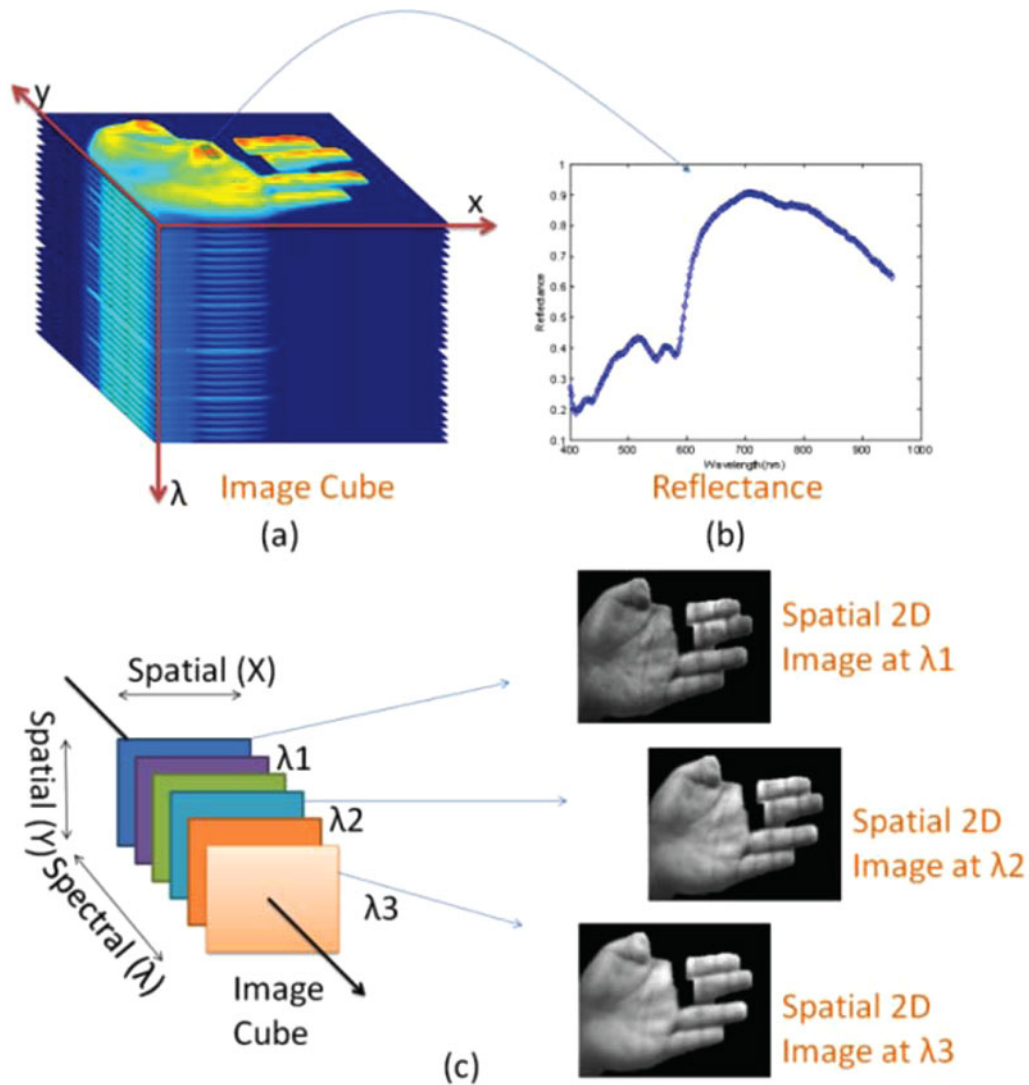 y
x
λ
Image Cube
(a)
1
0.9
0.8
0.7
0.6
0.5
0.4
0.3
0.2
0.1
Reflectance
400
500
600
700
800
900
1000
Wavelength(nm)
Reflectance
(b)
Spatial (X)
Spatial (Y)
Spectral (λ)
λ1
λ2
λ3
Image
Cube
Spatial 2D
Image at λ1
Spatial 2D
Image at λ2
Spatial 2D
Image at λ3
(c)